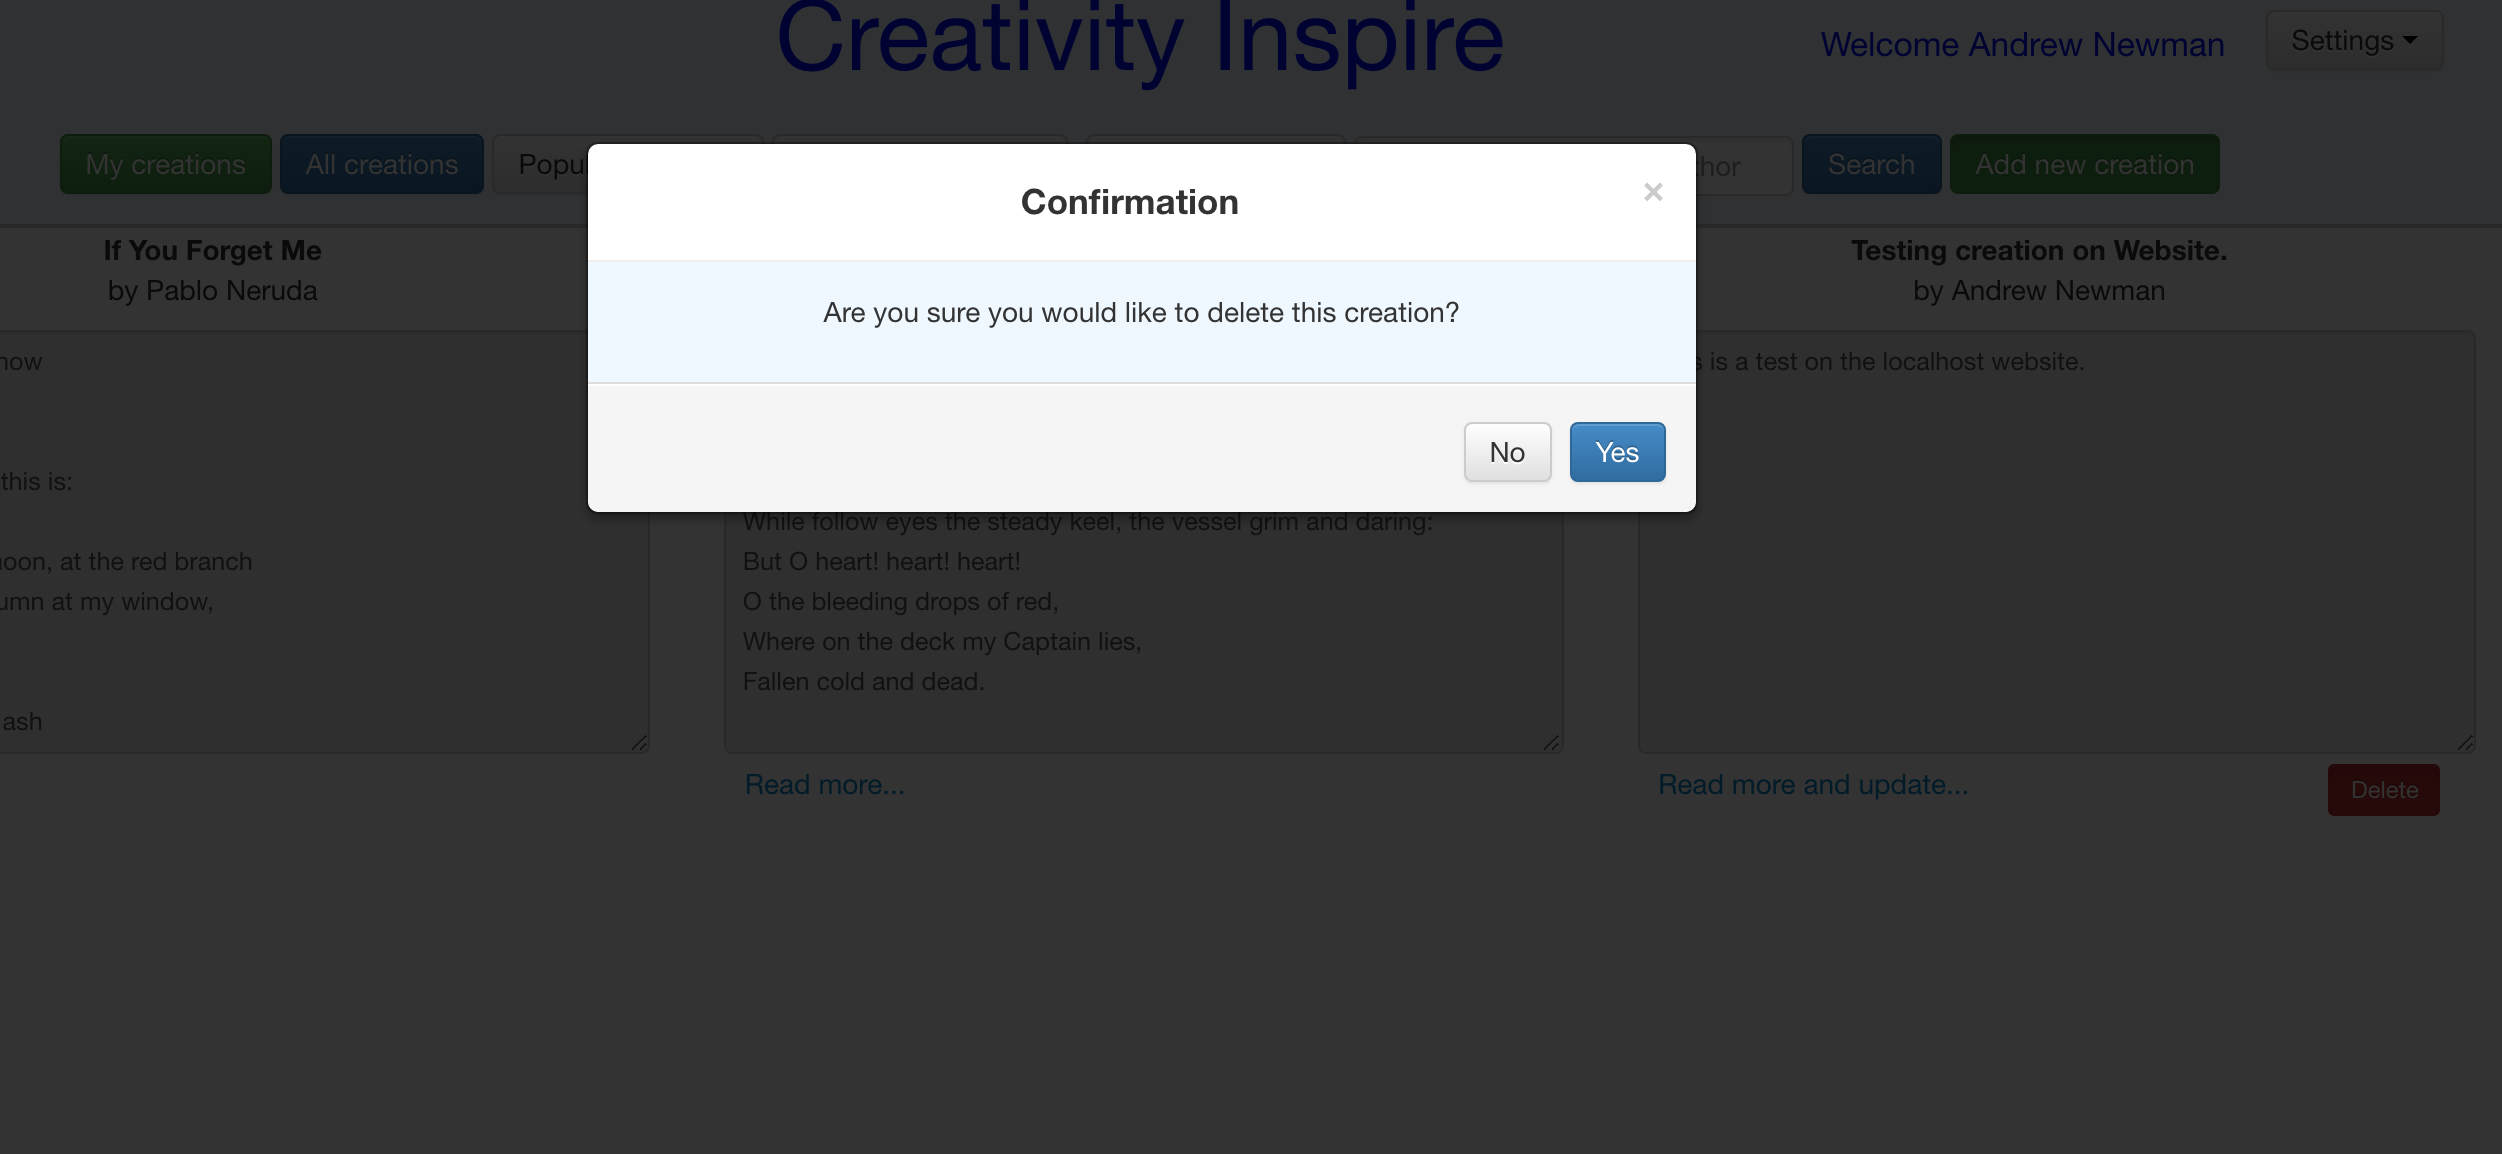 Creativity Inspire
Welcome Andrew Newman
Settings
My creations
All creations
Search
Add new creation
Confirmation
×
Are you sure you would like to delete this creation?
No
Yes
If You Forget Me
by Pablo Neruda
this is:
at the red branch
at my window,
ash
While follow eyes the steady keel, the vessel grim and daring:
But O heart! heart! heart!
O the bleeding drops of red,
Where on the deck my Captain lies,
Fallen cold and dead.
Read more...
Testing creation on Website.
by Andrew Newman
is a test on the localhost website.
Read more and update...
Delete